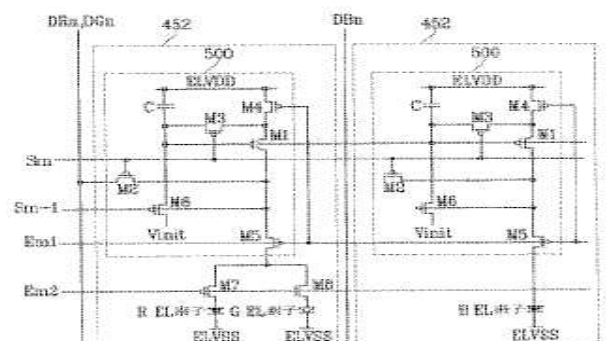 DRn,DGn 452 DBn 452
500 500
ELVDD ELVDD
C M4 C M4
M3 M3
M1 M1
Sm
M2 M2
Sm-1 M6 M6
Vinit Vinit
Em1 M5 M5
Em2 M7 M8
R EL素子 G EL素子 B EL素子
ELVSS ELVSS ELVSS